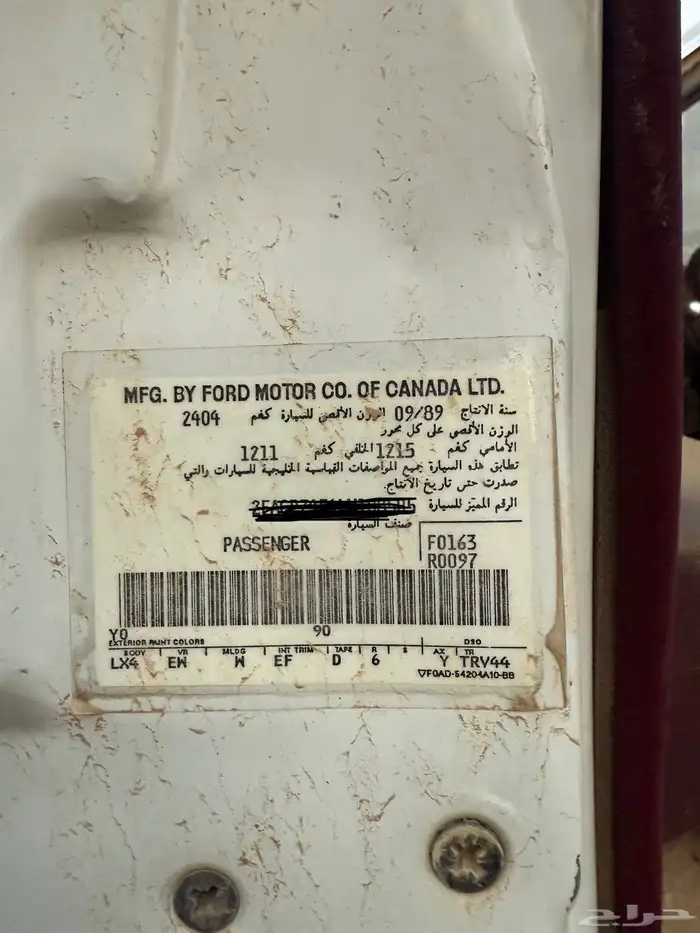 MFG. BY FORD MOTOR CO. OF CANADA LTD.
سنة الانتاج 09/89 الوزن الأقصى للسيارة كغم 2404
الوزن الأقصى على كل محور
الأمامي كغم 1215 الخلفي كغم 1211
تطابق هذه السيارة جميع المواصفات القياسية الخليجية للسيارات والتي
صدرت حتى تاريخ الانتاج.
الرقم المميز للسيارة
صنف السيارة
PASSENGER
F0163
R0097
YO 90
EXTERIOR PAINT COLORS DSO
BODY VR MLDG INT TRIM TAPE R S AX TR
LX4 EW W EF D 6 Y TRV44
▽F0AD-54204A10-BB
حراج